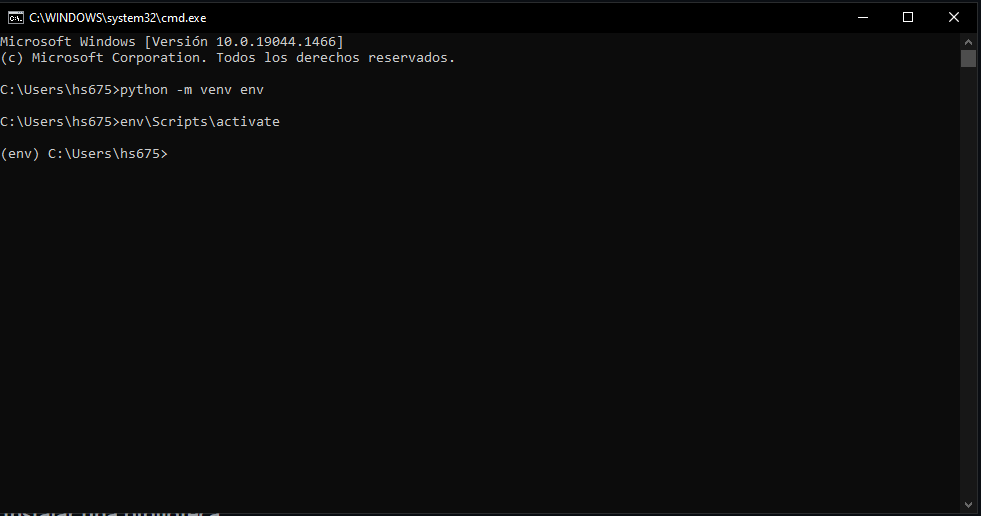 C:\WINDOWS\system32\cmd.exe
Microsoft Windows [Versión 10.0.19044.1466]
(c) Microsoft Corporation. Todos los derechos reservados.
C:\Users\hs675>python -m venv env
C:\Users\hs675>env\Scripts\activate
(env) C:\Users\hs675>